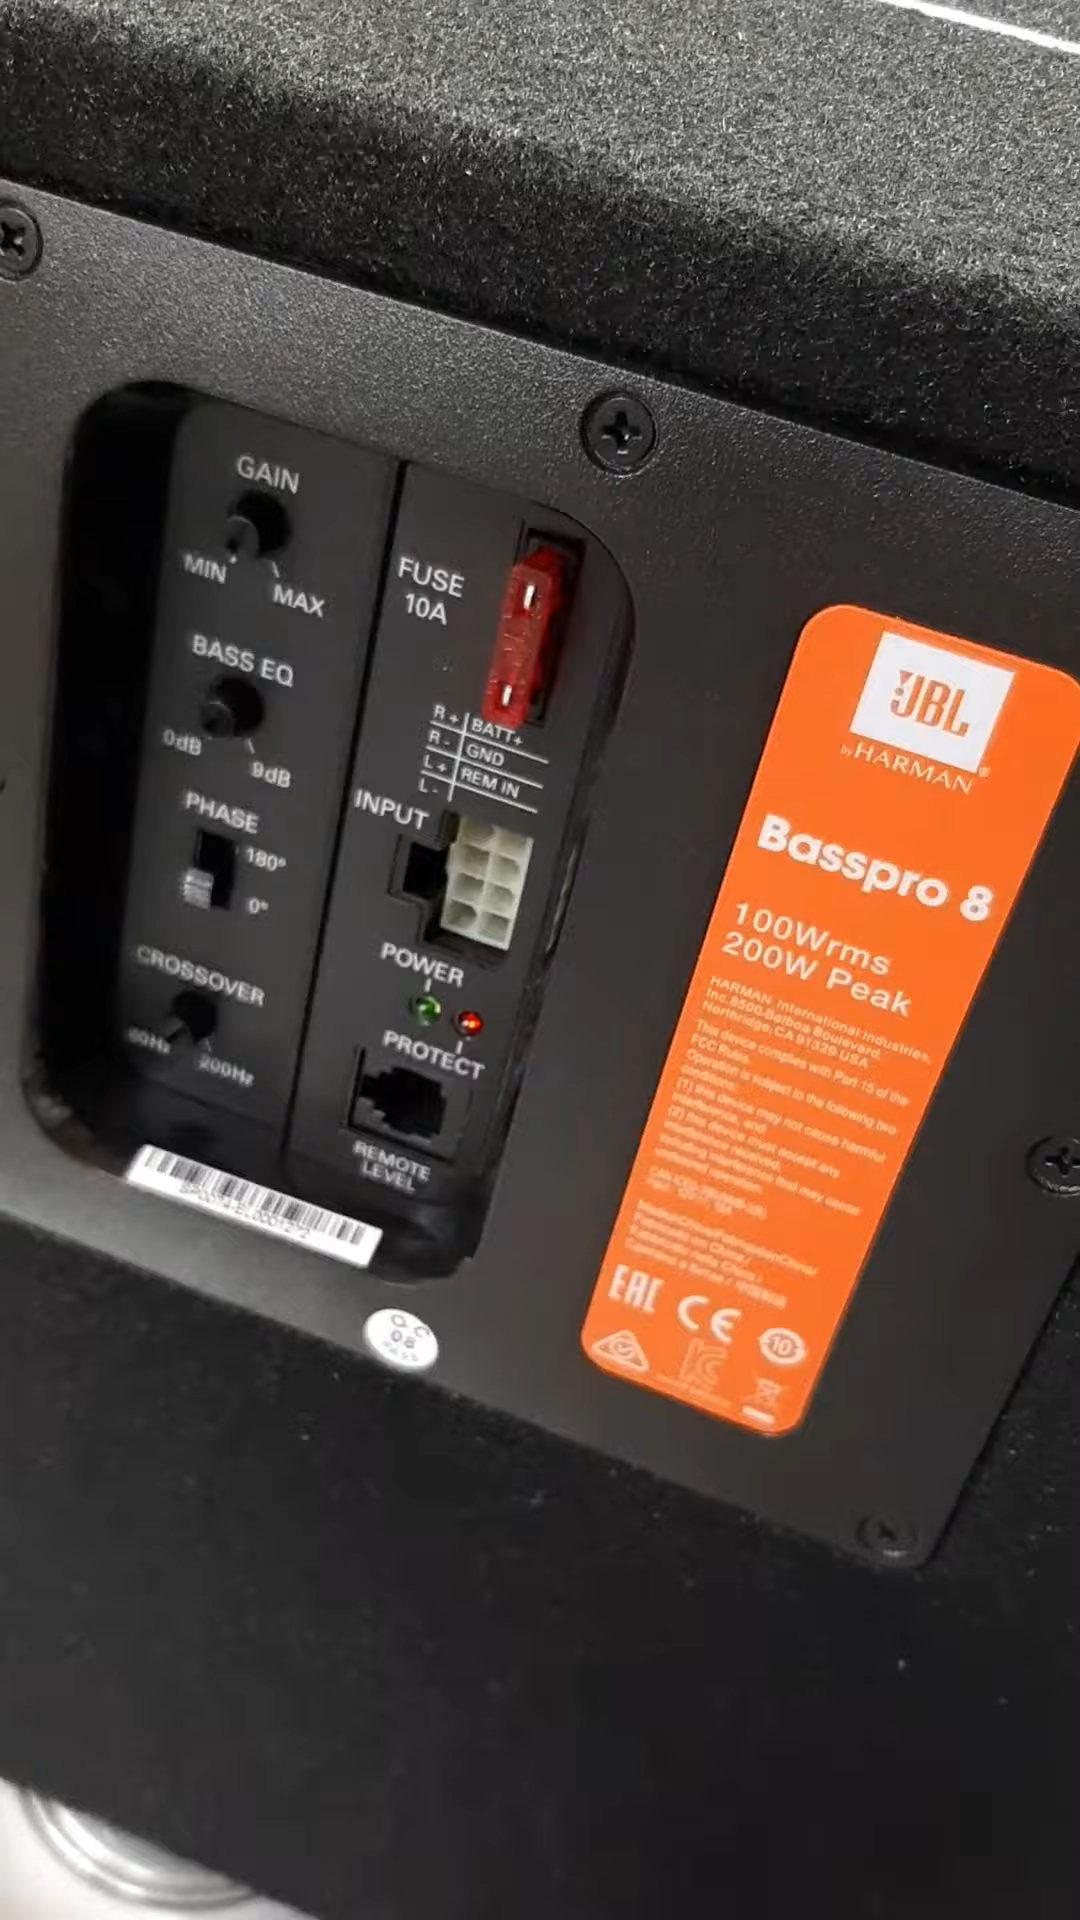 GAIN
MIN
MAX
BASS EQ
0dB
9dB
PHASE
180°
0°
CROSSOVER
80Hz
200Hz
FUSE
10A
R + BATT+
R - GND
L + REM IN
L -
INPUT
POWER
PROTECT
REMOTE
LEVEL
JBL
by HARMAN
Basspro 8
100Wrms
200W Peak
HARMAN International Industries,
Inc.8500.Balboa Boulevard,
Northridge,CA 91329 USA
This device complies with Part 15 of the
FCC Rules.
Operation is subject to the following two
conditions:
(1) this device may not cause harmful
interference, and
(2) this device must accept any
interference received,
including interference that may cause
undesired operation.
EAC CE
10